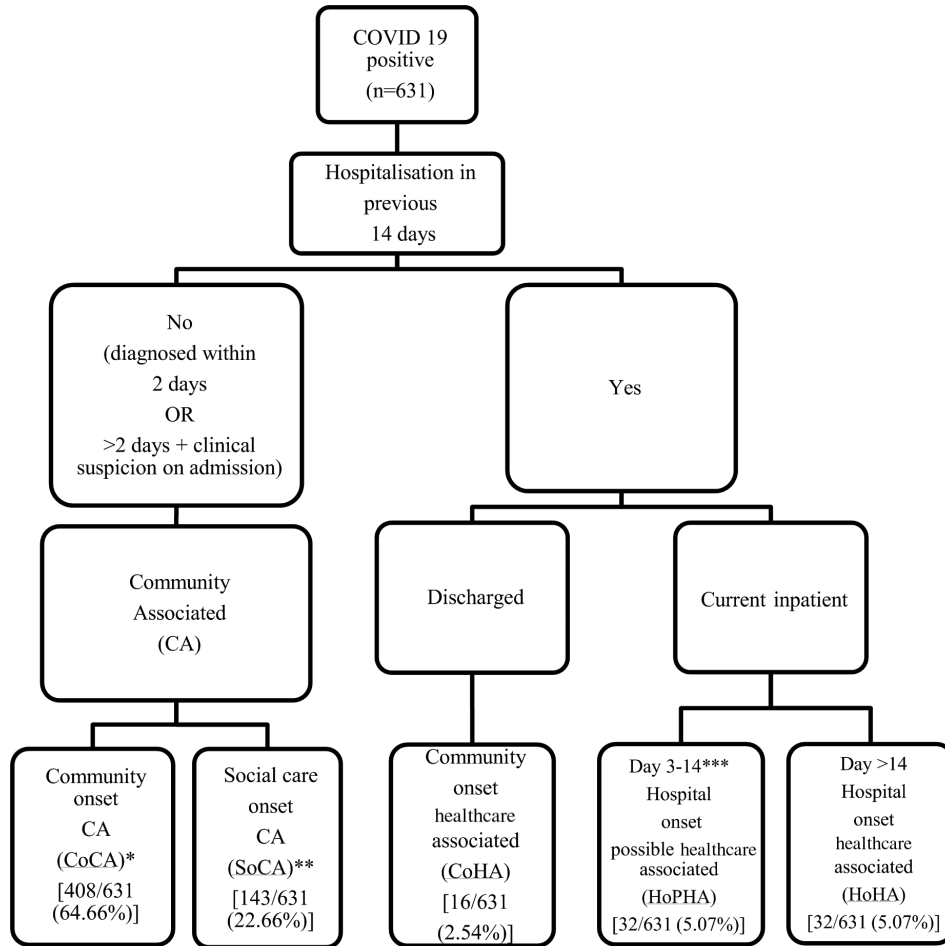 COVID 19
positive
(n=631)
Hospitalisation in
previous
14 days
No
(diagnosed within
2 days
OR
>2 days + clinical
suspicion on admission)
Yes
Community
Associated
(CA)
Discharged
Current inpatient
Community
onset
CA
(CoCA)*
[408/631
(64.66%)]
Social care
onset
CA
(SoCA)**
[143/631
(22.66%)]
Community
onset
healthcare
associated
(CoHA)
[16/631
(2.54%)]
Day 3-14***
Hospital
onset
possible healthcare
associated
(HoPHA)
[32/631 (5.07%)]
Day >14
Hospital
onset
healthcare
associated
(HoHA)
[32/631 (5.07%)]